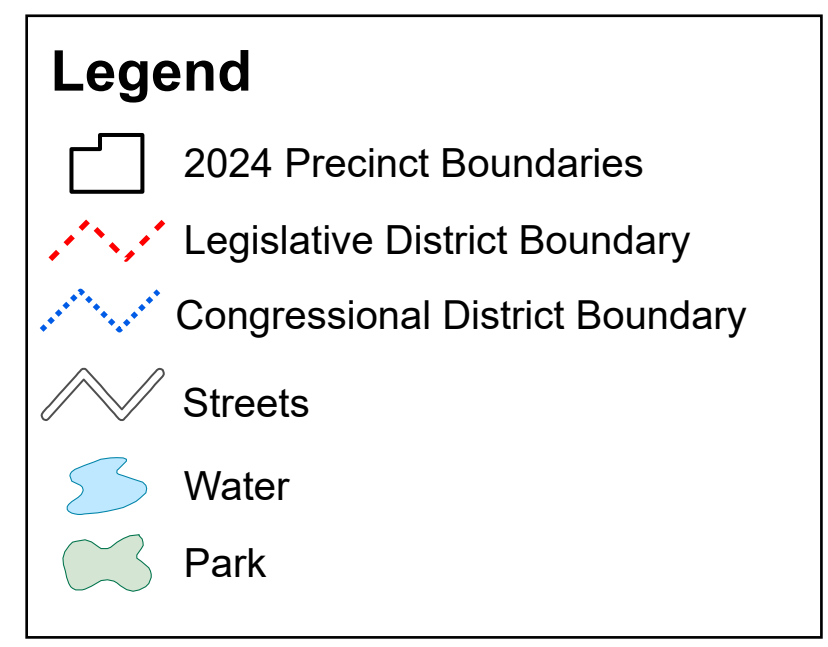 Legend
2024 Precinct Boundaries
Legislative District Boundary
Congressional District Boundary
Streets
Water
Park